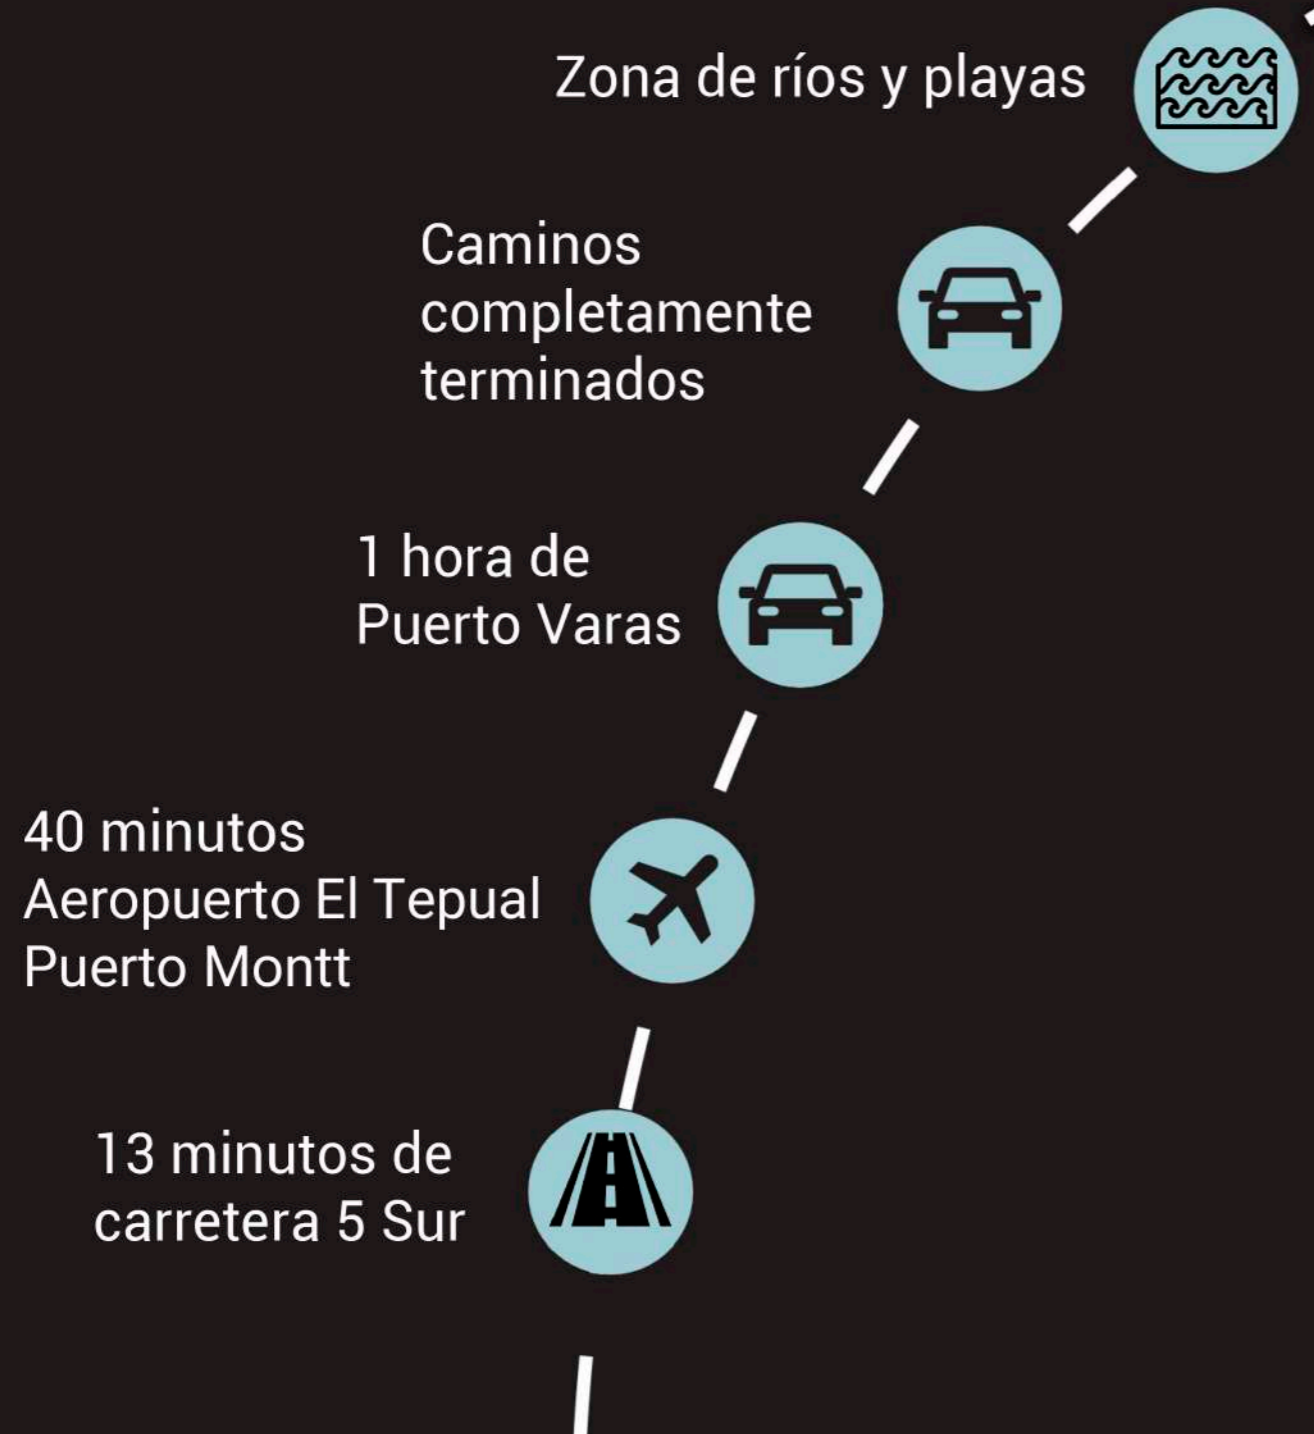 Zona de ríos y playas
Caminos
completamente
terminados
1 hora de
Puerto Varas
40 minutos
Aeropuerto El Tepual
Puerto Montt
13 minutos de
carretera 5 Sur